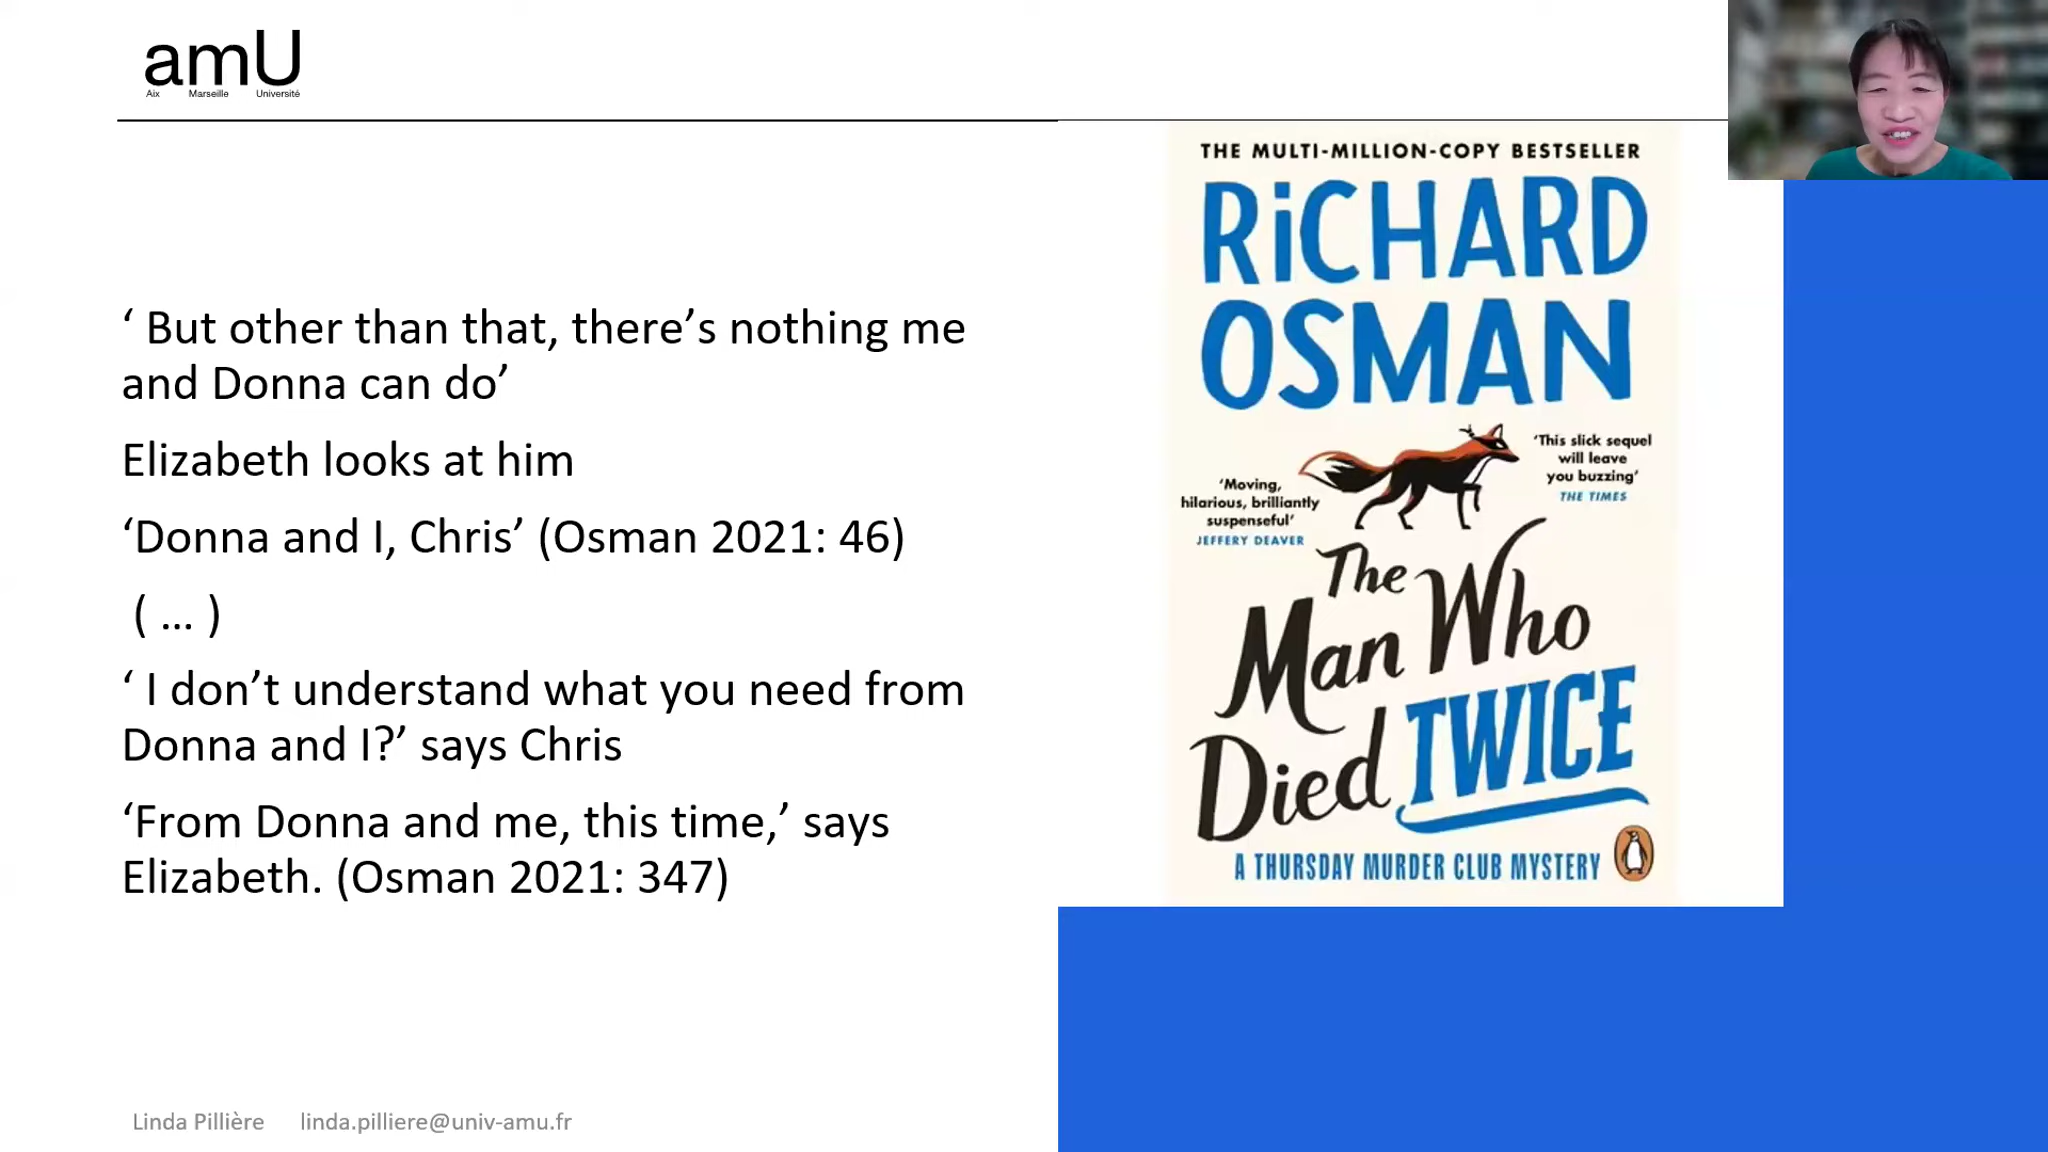 amU
Aix Marseille Université
‘ But other than that, there’s nothing me
and Donna can do’
Elizabeth looks at him
‘Donna and I, Chris’ (Osman 2021: 46)
( … )
‘ I don’t understand what you need from
Donna and I?’ says Chris
‘From Donna and me, this time,’ says
Elizabeth. (Osman 2021: 347)
THE MULTI-MILLION-COPY BESTSELLER
RiCHARD
OSMAN
‘Moving,
hilarious, brilliantly
suspenseful’
JEFFERY DEAVER
‘This slick sequel
will leave
you buzzing’
THE TIMES
The
Man Who
Died TWICE
A THURSDAY MURDER CLUB MYSTERY
Linda Pillière linda.pilliere@univ-amu.fr